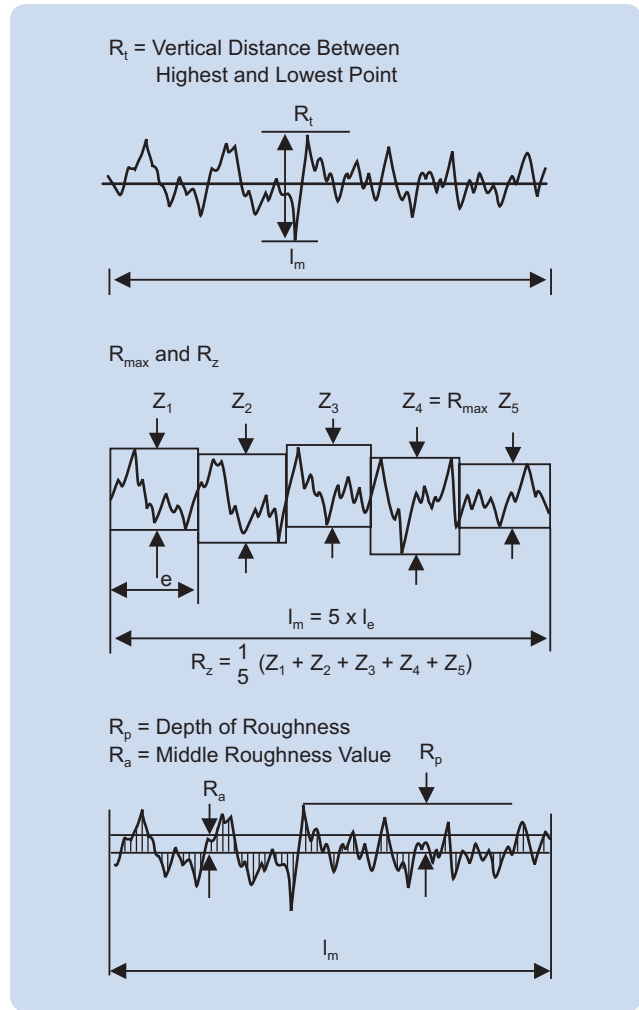 Rt = Vertical Distance Between
Highest and Lowest Point
Rt
lm
Rmax and Rz
Z1 Z2 Z3 Z4 = Rmax Z5
e
lm = 5 x le
Rz = 1/5 (Z1 + Z2 + Z3 + Z4 + Z5)
Rp = Depth of Roughness
Ra = Middle Roughness Value
Rp
Ra
lm